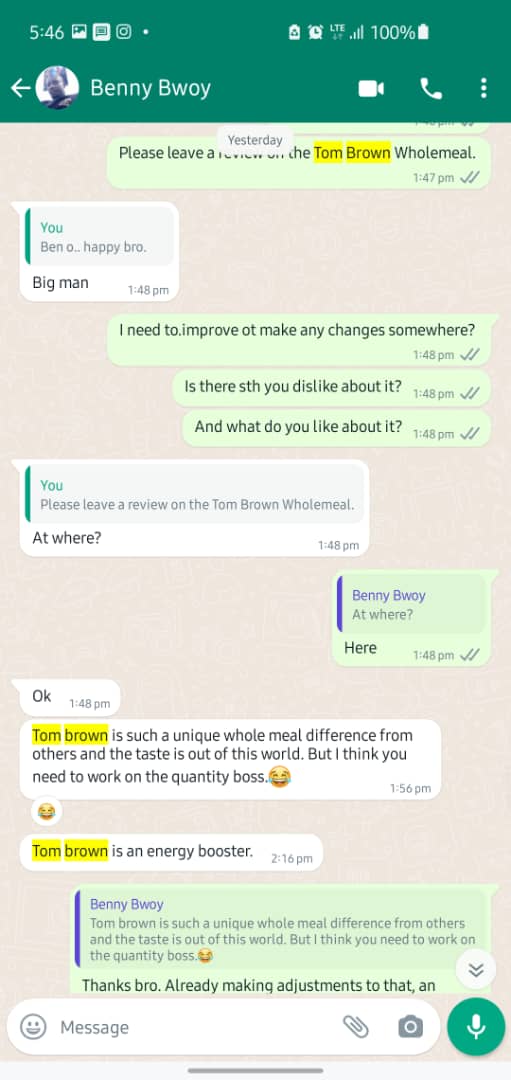 5:46
LTE
100%
Benny Bwoy
Yesterday
Please leave a review on the Tom Brown Wholemeal.
1:47 pm
You
Ben o.. happy bro.
Big man
1:48 pm
I need to.improve ot make any changes somewhere?
1:48 pm
Is there sth you dislike about it?
1:48 pm
And what do you like about it?
1:48 pm
You
Please leave a review on the Tom Brown Wholemeal.
At where?
1:48 pm
Benny Bwoy
At where?
Here
1:48 pm
Ok
1:48 pm
Tom brown is such a unique whole meal difference from
others and the taste is out of this world. But I think you
need to work on the quantity boss.😂
1:56 pm
😂
Tom brown is an energy booster.
2:16 pm
Benny Bwoy
Tom brown is such a unique whole meal difference from others
and the taste is out of this world. But I think you need to work on
the quantity boss.😂
Thanks bro. Already making adjustments to that, an
Message